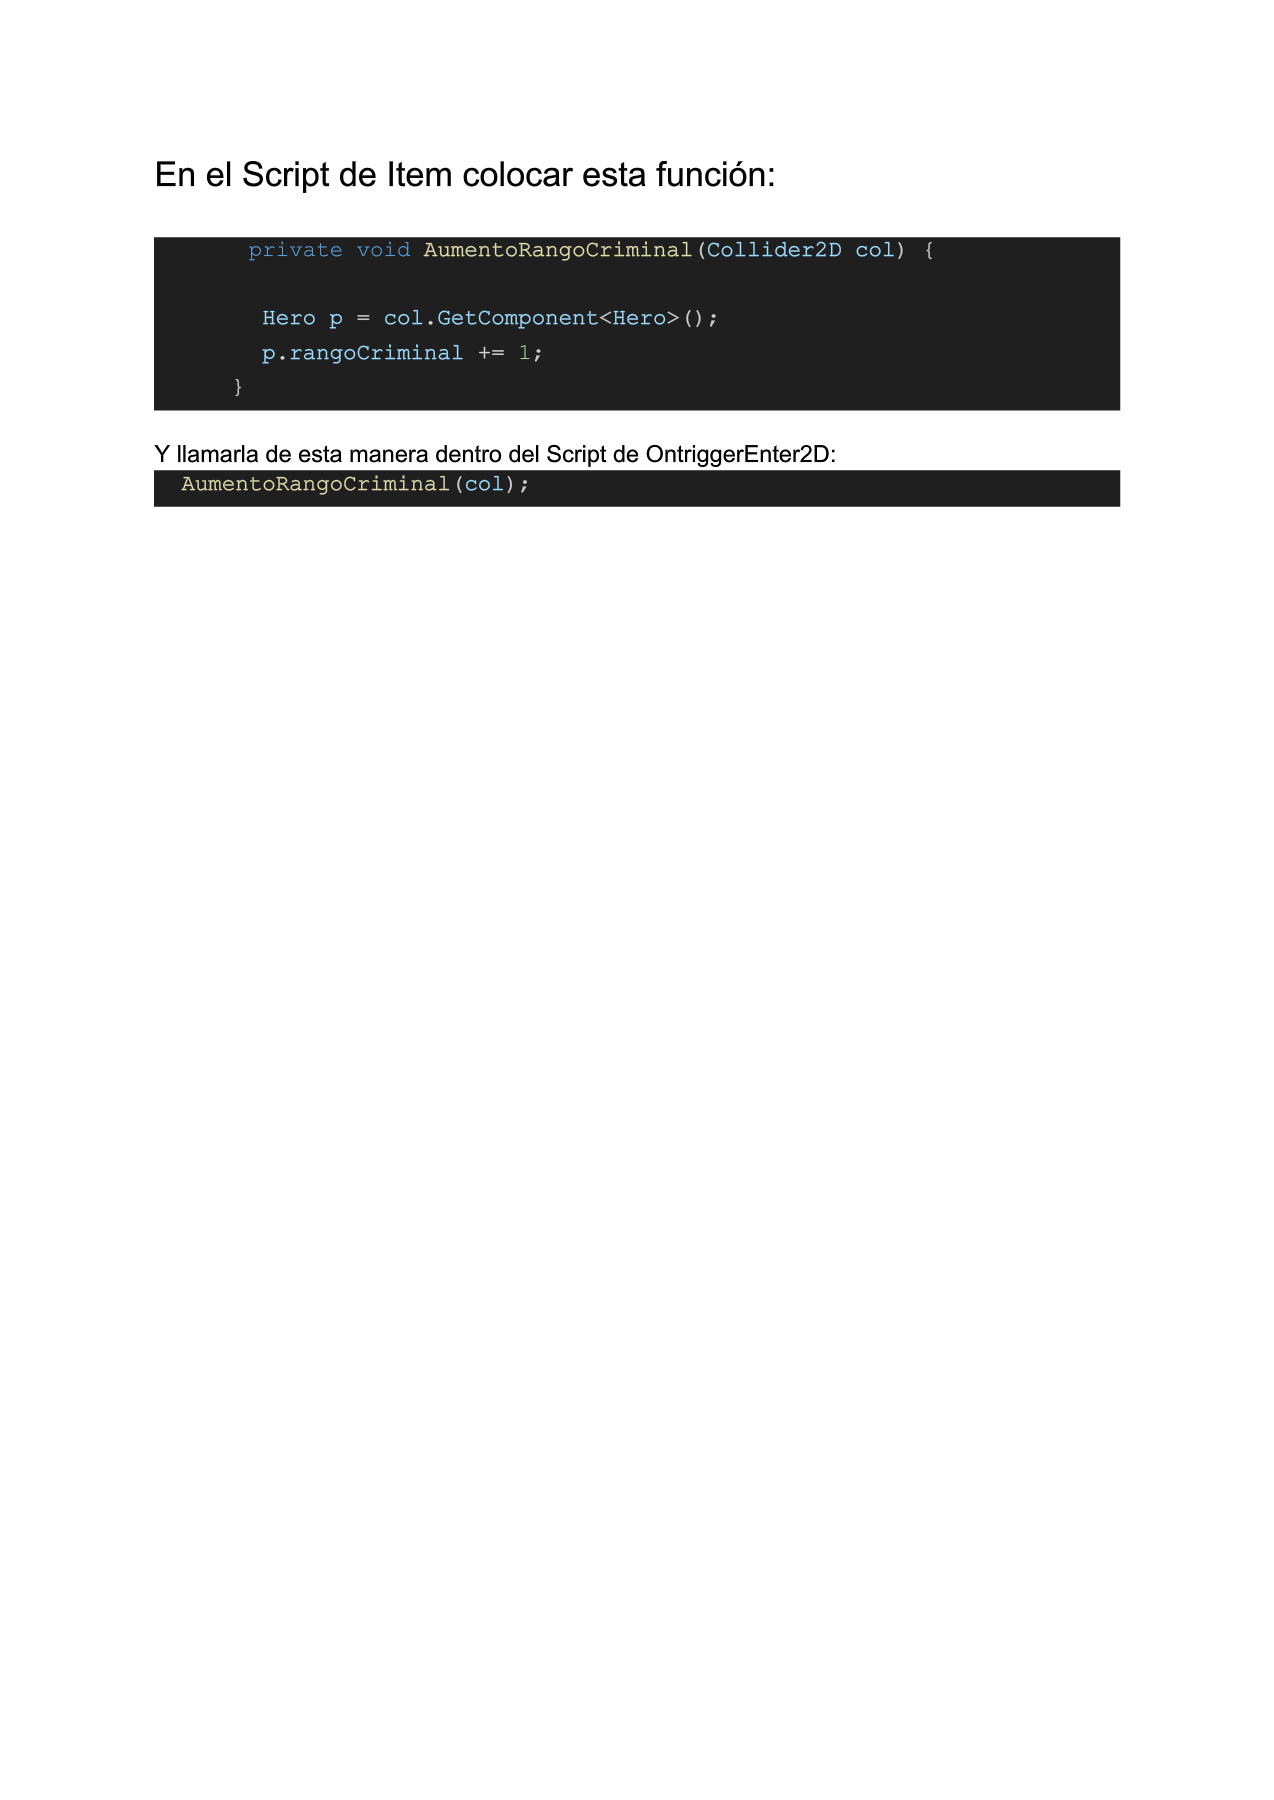 En el Script de Item colocar esta función:
private void AumentoRangoCriminal(Collider2D col) {
Hero p = col.GetComponent<Hero>();
p.rangoCriminal += 1;
}
Y llamarla de esta manera dentro del Script de OntriggerEnter2D:
AumentoRangoCriminal(col);